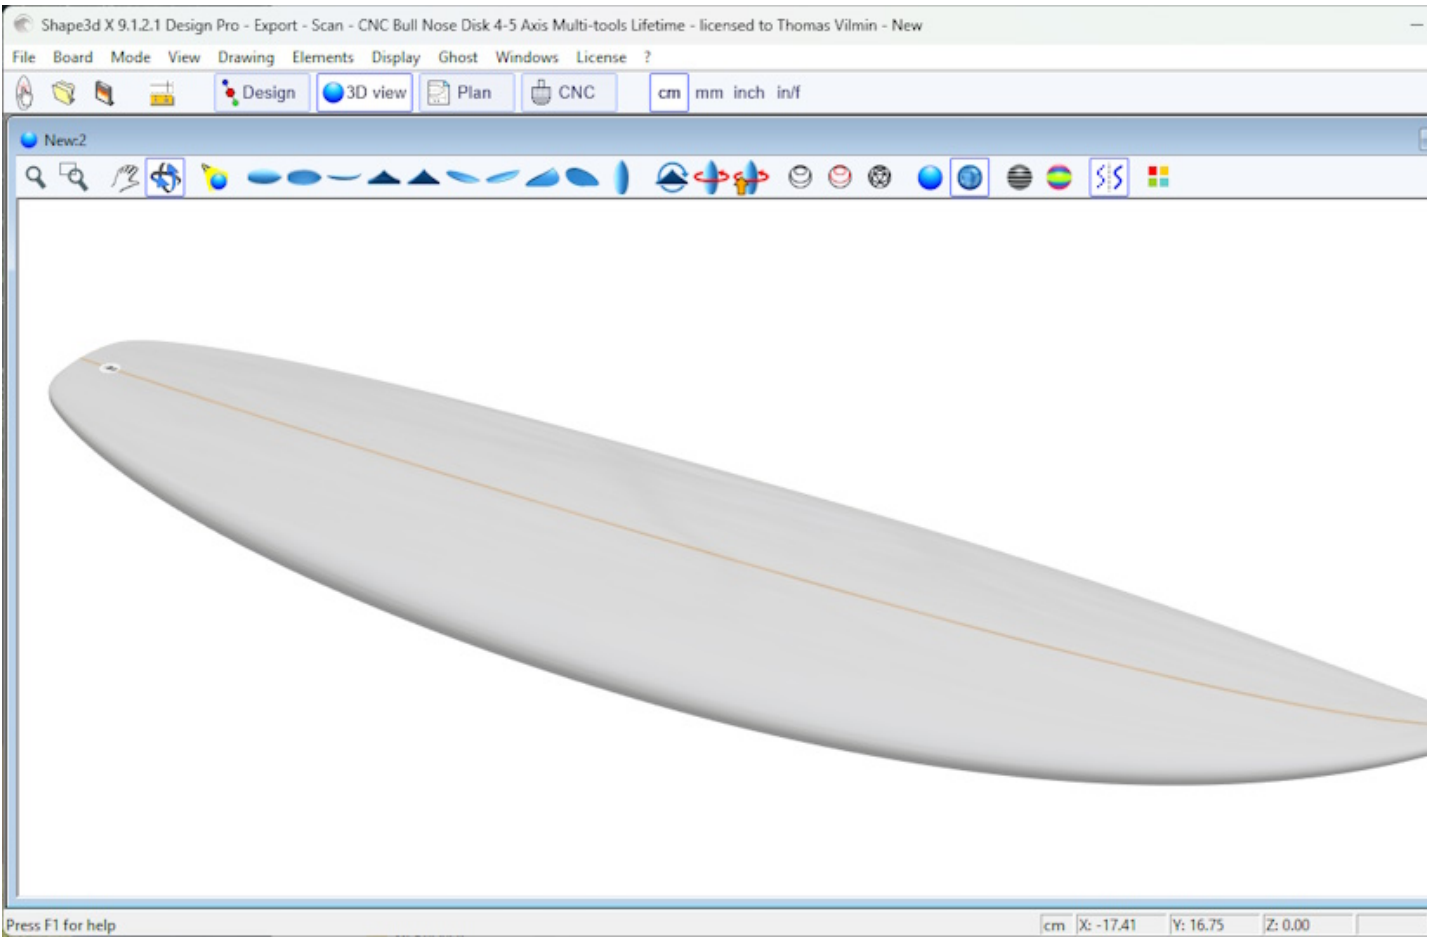 Shape3d X 9.1.2.1 Design Pro - Export - Scan - CNC Bull Nose Disk 4-5 Axis Multi-tools Lifetime - licensed to Thomas Vilmin - New
File Board Mode View Drawing Elements Display Ghost Windows License ?
Design 3D view Plan CNC cm mm inch in/f
New:2
Press F1 for help cm X: -17.41 Y: 16.75 Z: 0.00